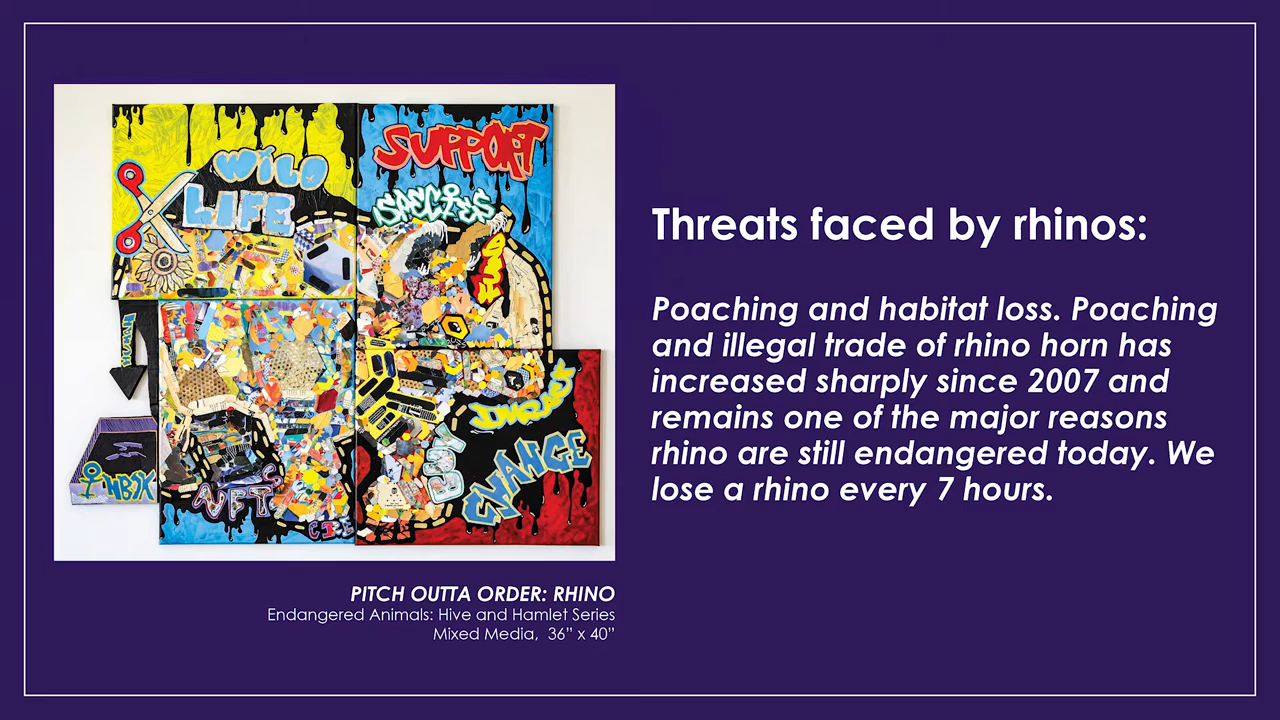 WILD
LIFE
SUPPORT
SPECIES
FUND
IMPACT
BUY
CHANGE
NFTS
Threats faced by rhinos:
Poaching and habitat loss. Poaching
and illegal trade of rhino horn has
increased sharply since 2007 and
remains one of the major reasons
rhino are still endangered today. We
lose a rhino every 7 hours.
PITCH OUTTA ORDER: RHINO
Endangered Animals: Hive and Hamlet Series
Mixed Media, 36” x 40”